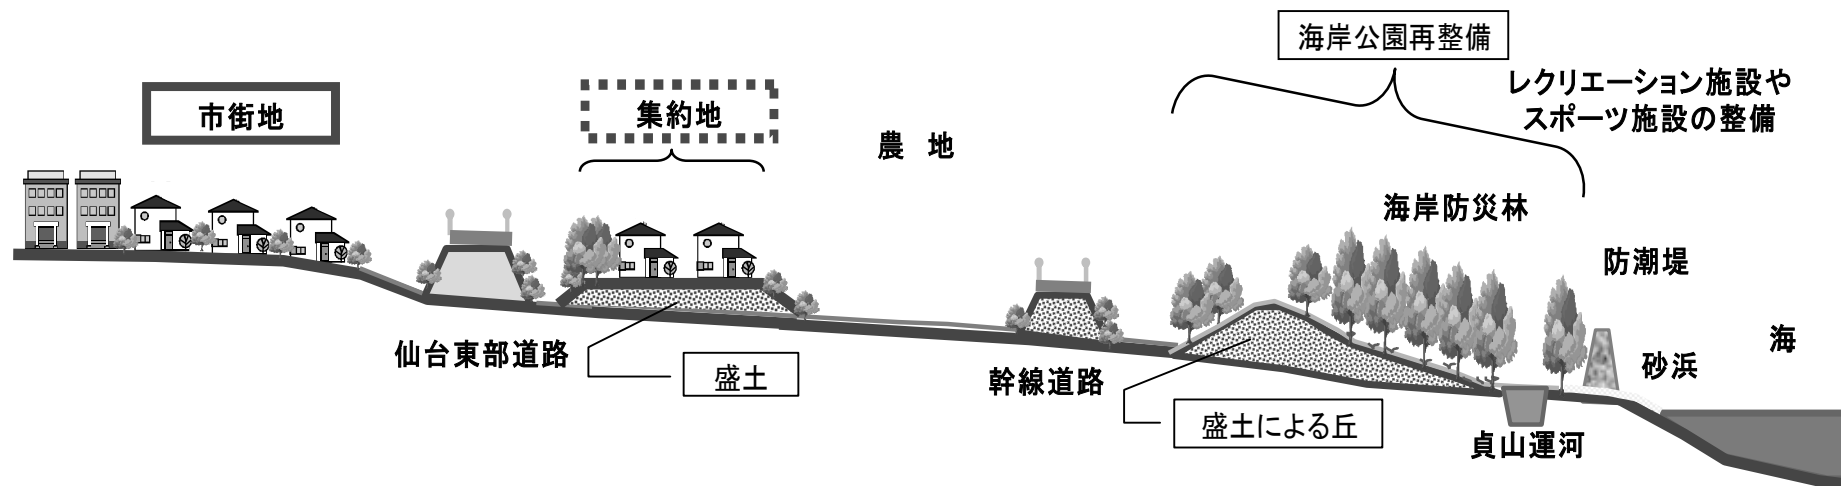 海岸公園再整備
レクリエーション施設や
スポーツ施設の整備
市街地
集約地
農 地
海岸防災林
防潮堤
海
砂浜
仙台東部道路
盛土
幹線道路
盛土による丘
貞山運河